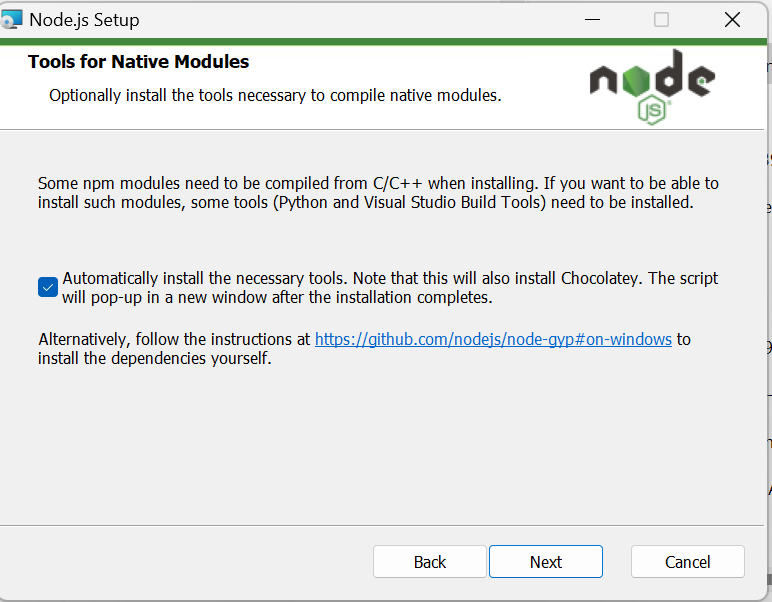 Node.js Setup
Tools for Native Modules
Optionally install the tools necessary to compile native modules.
node
JS
Some npm modules need to be compiled from C/C++ when installing. If you want to be able to
install such modules, some tools (Python and Visual Studio Build Tools) need to be installed.
Automatically install the necessary tools. Note that this will also install Chocolatey. The script
will pop-up in a new window after the installation completes.
Alternatively, follow the instructions at https://github.com/nodejs/node-gyp#on-windows to
install the dependencies yourself.
Back
Next
Cancel